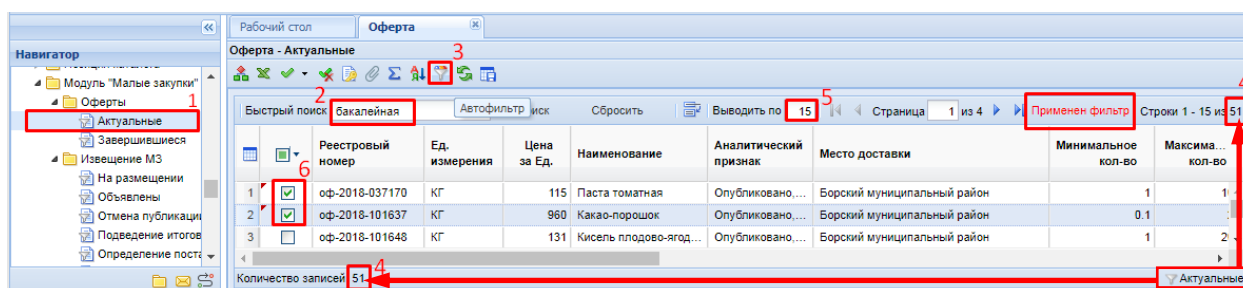 Рабочий стол
Оферта
Навигатор
Оферта - Актуальные
3
Модуль "Малые закупки"
Оферты
1
Актуальные
Завершившиеся
Извещение МЗ
На размещении
Объявлены
Отмена публикаци
Подведение итогов
Определение поста
2
Быстрый поиск бакалейная Автофильтр иск Сбросить Выводить по 15 5 Страница 1 из 4 Применен фильтр Строки 1 - 15 из 51
4
Реестровый номер Ед. измерения Цена за Ед. Наименование Аналитический признак Место доставки Минимальное кол-во Максима... кол-во
6
1 оф-2018-037170 КГ 115 Паста томатная Опубликовано,... Борский муниципальный район 1
2 оф-2018-101637 КГ 960 Какао-порошок Опубликовано,... Борский муниципальный район 0.1
3 оф-2018-101648 КГ 131 Кисель плодово-ягод... Опубликовано,... Борский муниципальный район 1
Количество записей: 51 4 Актуальные